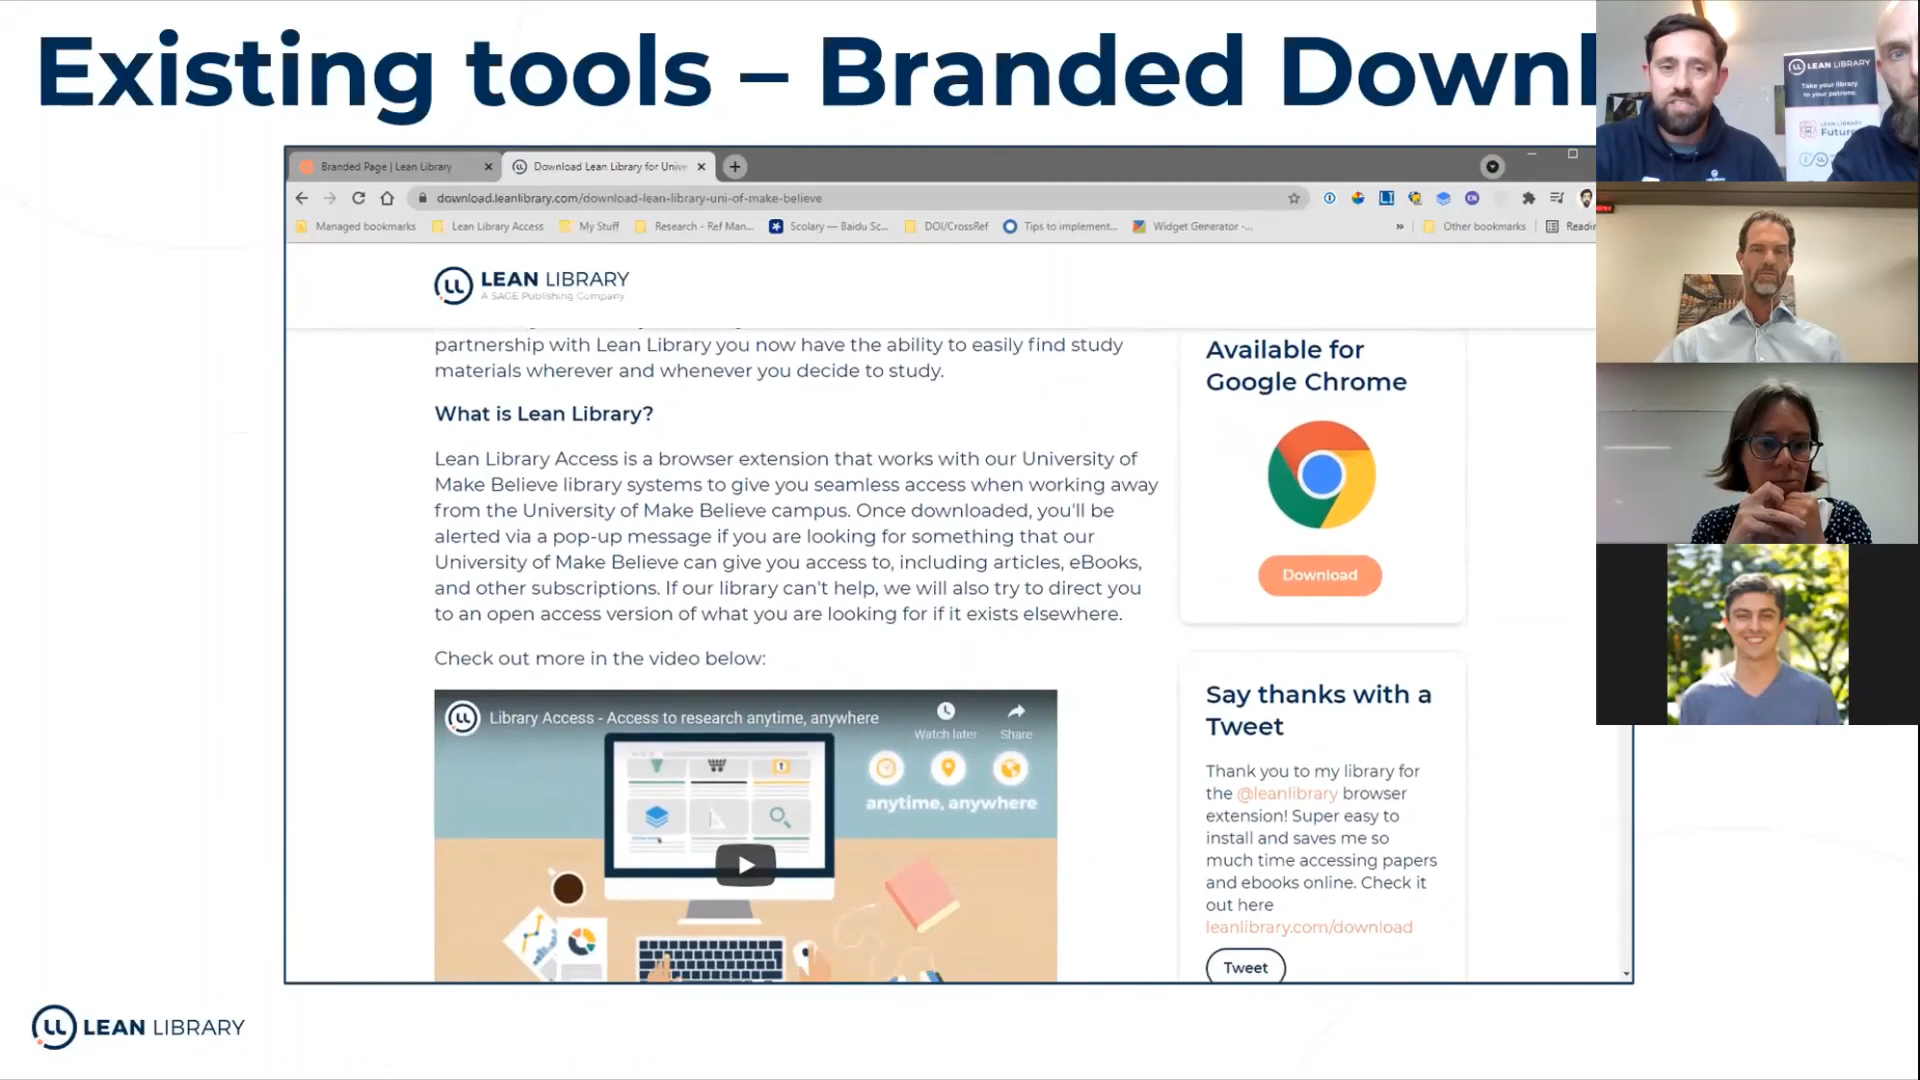 Existing tools – Branded Downl
Branded Page | Lean Library
Download Lean Library for Unive
download.leanlibrary.com/download-lean-library-uni-of-make-believe
Managed bookmarks
Lean Library Access
My Stuff
Research - Ref Man...
Scolary — Baidu Sc...
DOI/CrossRef
Tips to implement...
Widget Generator -...
»
Other bookmarks
Readin
LEAN LIBRARY
A SAGE Publishing Company
partnership with Lean Library you now have the ability to easily find study
materials wherever and whenever you decide to study.
What is Lean Library?
Lean Library Access is a browser extension that works with our University of
Make Believe library systems to give you seamless access when working away
from the University of Make Believe campus. Once downloaded, you'll be
alerted via a pop-up message if you are looking for something that our
University of Make Believe can give you access to, including articles, eBooks,
and other subscriptions. If our library can't help, we will also try to direct you
to an open access version of what you are looking for if it exists elsewhere.
Check out more in the video below:
Library Access - Access to research anytime, anywhere
Watch later
Share
anytime, anywhere
Available for
Google Chrome
Download
Say thanks with a
Tweet
Thank you to my library for
the @leanlibrary browser
extension! Super easy to
install and saves me so
much time accessing papers
and ebooks online. Check it
out here
leanlibrary.com/download
Tweet
LEAN LIBRARY
LEAN LIBRARY
Take your library
to your patrons.
LEAN LIBRARY
Future